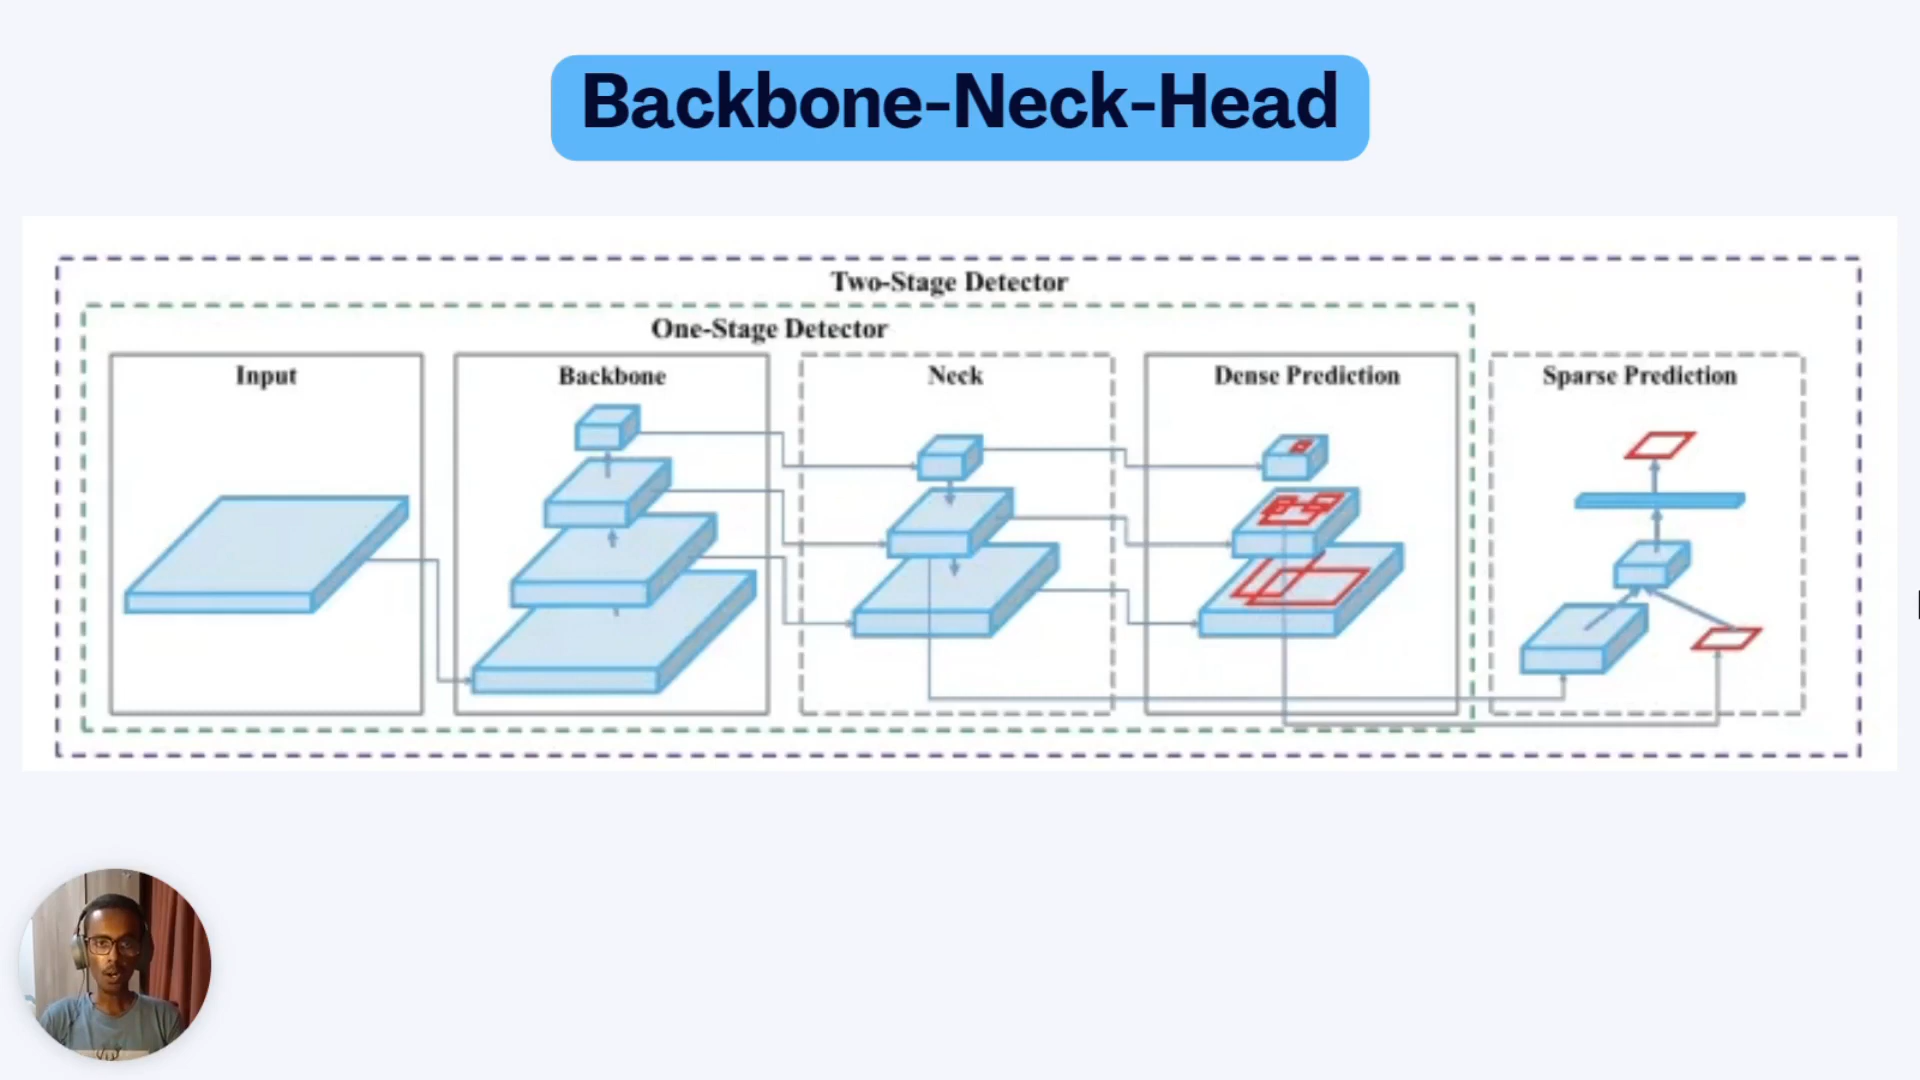 Backbone-Neck-Head
Two-Stage Detector
One-Stage Detector
Input
Backbone
Neck
Dense Prediction
Sparse Prediction